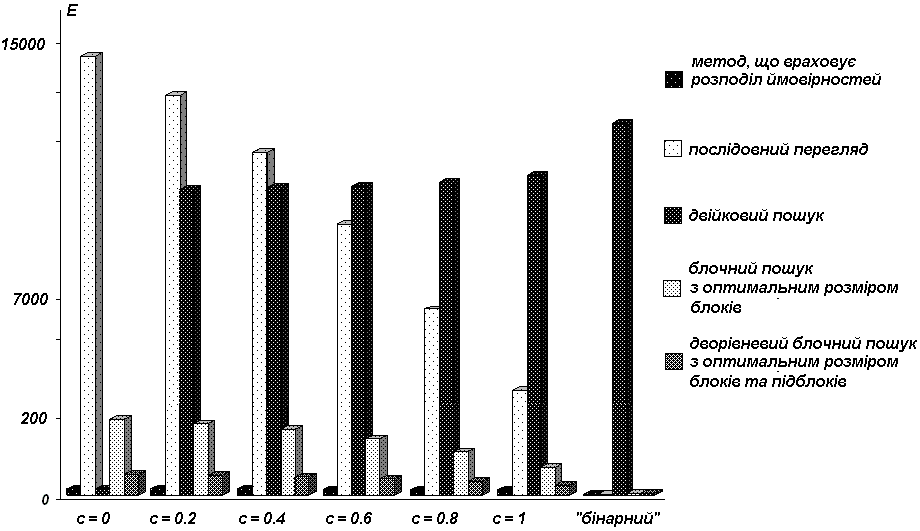 E
15000
7000
200
0
c = 0
c = 0.2
c = 0.4
c = 0.6
c = 0.8
c = 1
"бінарний"
метод, що враховує
розподіл ймовірностей
послідовний перегляд
двійковий пошук
блочний пошук
з оптимальним розміром
блоків
дворівневий блочний пошук
з оптимальним розміром
блоків та підблоків